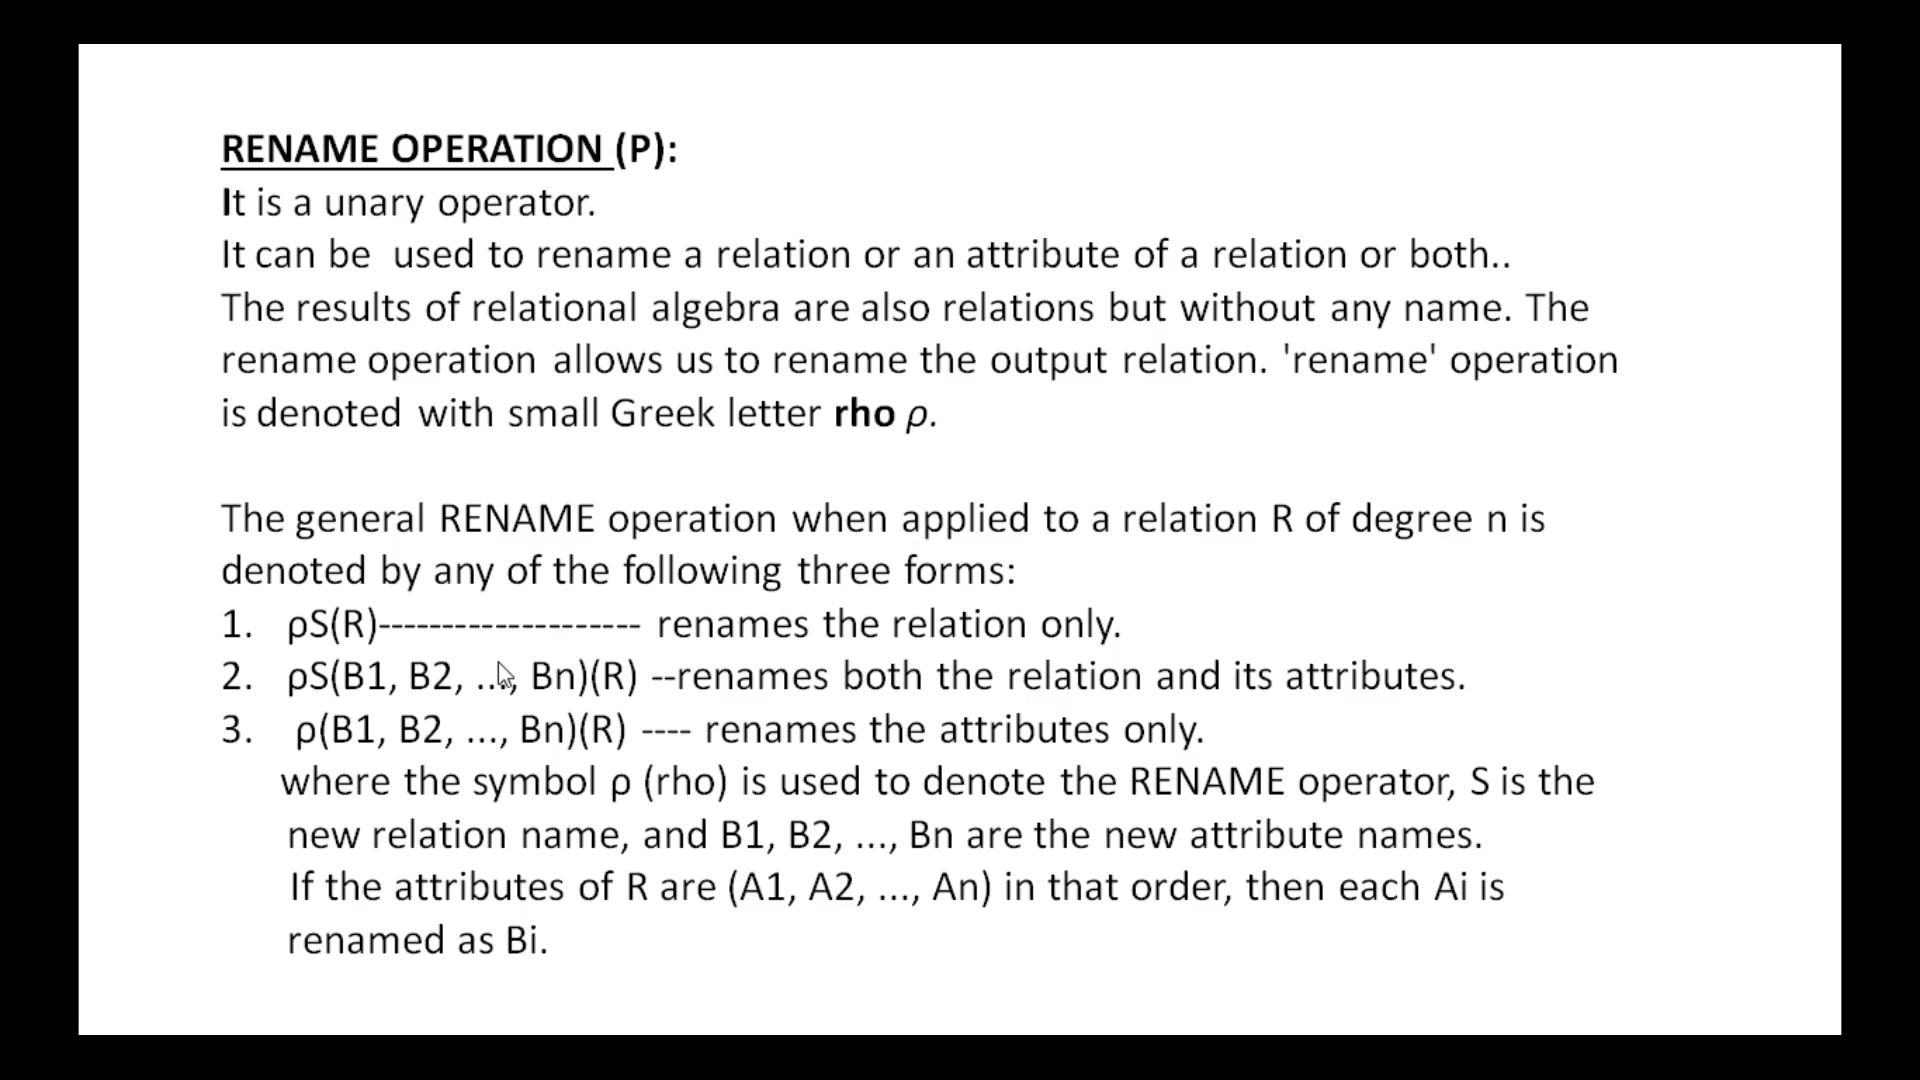 RENAME OPERATION (P):
It is a unary operator.
It can be  used to rename a relation or an attribute of a relation or both..
The results of relational algebra are also relations but without any name. The
rename operation allows us to rename the output relation. 'rename' operation
is denoted with small Greek letter rho ρ.
The general RENAME operation when applied to a relation R of degree n is
denoted by any of the following three forms:
1. ρS(R)-------------------- renames the relation only.
2. ρS(B1, B2, ..., Bn)(R) --renames both the relation and its attributes.
3. ρ(B1, B2, ..., Bn)(R) ---- renames the attributes only.
where the symbol ρ (rho) is used to denote the RENAME operator, S is the
new relation name, and B1, B2, ..., Bn are the new attribute names.
If the attributes of R are (A1, A2, ..., An) in that order, then each Ai is
renamed as Bi.